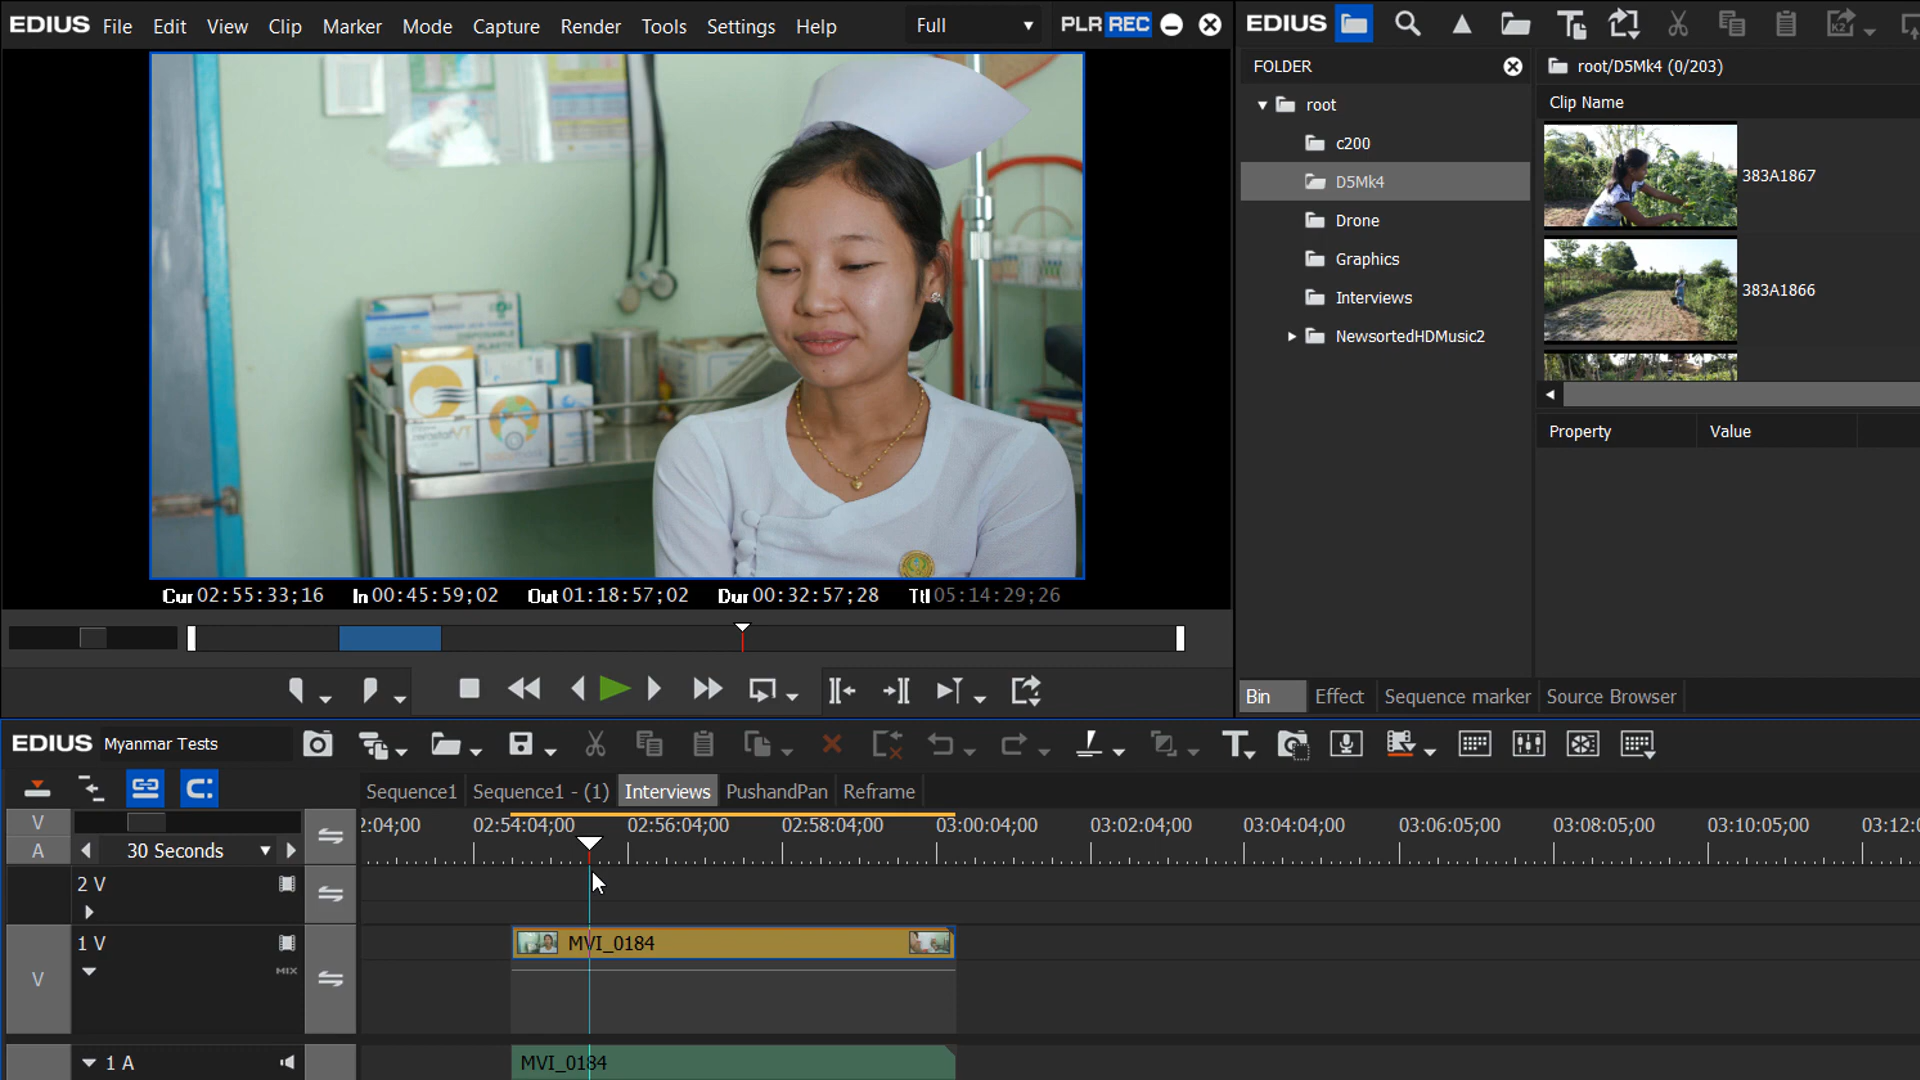 EDIUS File Edit View Clip Marker Mode Capture Render Tools Settings Help Full PLR REC
Cur 02:55:33;16 In 00:45:59;02 Out 01:18:57;02 Dur 00:32:57;28 Ttl 05:14:29;26
EDIUS
FOLDER
root
c200
D5Mk4
Drone
Graphics
Interviews
NewsortedHDMusic2
root/D5Mk4 (0/203)
Clip Name
383A1867
383A1866
Property Value
Bin Effect Sequence marker Source Browser
EDIUS Myanmar Tests
Sequence1 Sequence1 - (1) Interviews PushandPan Reframe
V
A
30 Seconds
2:04;00 02:54:04;00 02:56:04;00 02:58:04;00 03:00:04;00 03:02:04;00 03:04:04;00 03:06:05;00 03:08:05;00 03:10:05;00 03:12:0
2 V
1 V
MIX
V
MVI_0184
1 A
MVI_0184